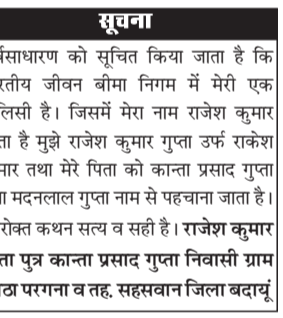 सूचना
र्वसाधारण को सूचित किया जाता है कि
रतीय जीवन बीमा निगम में मेरी एक
लिसी है। जिसमें मेरा नाम राजेश कुमार
ता है मुझे राजेश कुमार गुप्ता उर्फ राकेश
मार तथा मेरे पिता को कान्ता प्रसाद गुप्ता
ा मदनलाल गुप्ता नाम से पहचाना जाता है।
रोक्त कथन सत्य व सही है। राजेश कुमार
ता पुत्र कान्ता प्रसाद गुप्ता निवासी ग्राम
ठा परगना व तह. सहसवान जिला बदायूं